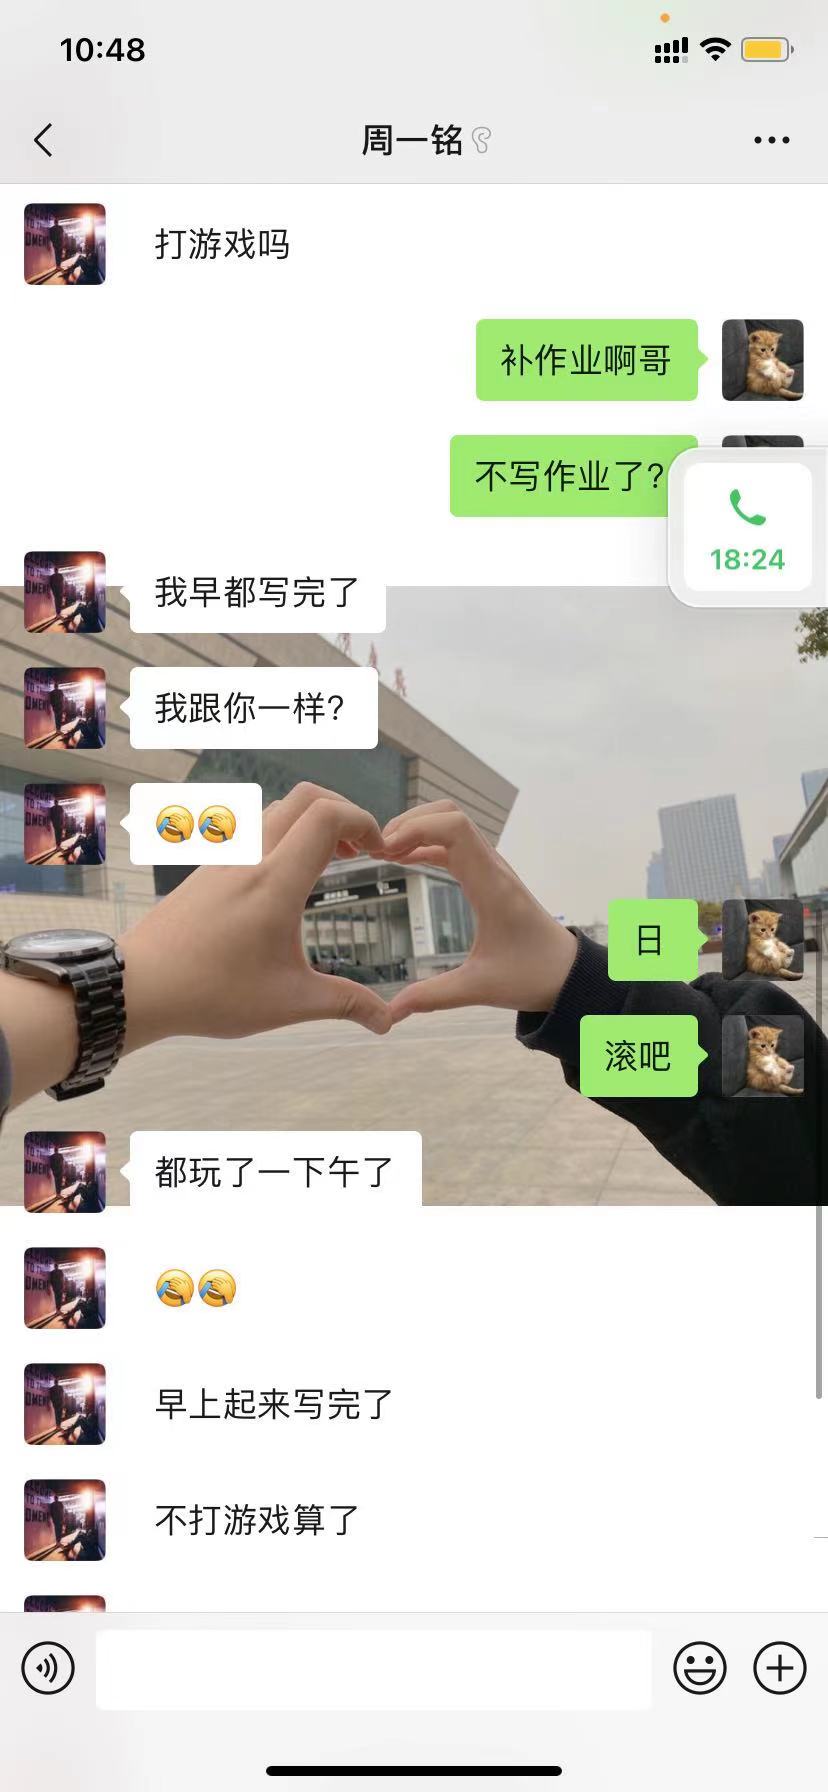 10:48
周一铭
打游戏吗
补作业啊哥
不写作业了?
18:24
我早都写完了
我跟你一样?
日
滚吧
都玩了一下午了
早上起来写完了
不打游戏算了